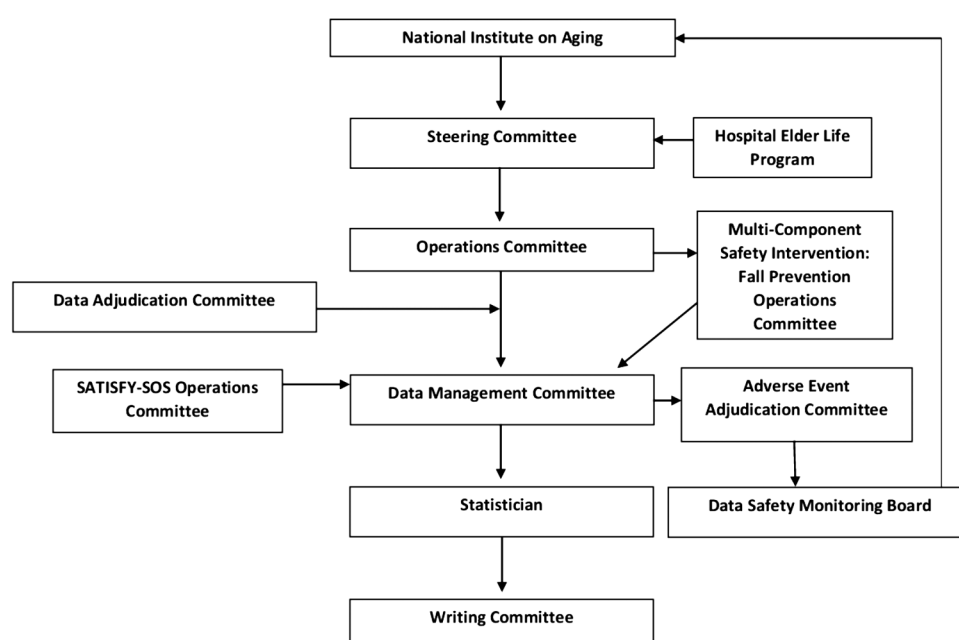 National Institute on Aging
Steering Committee
Hospital Elder Life
Program
Operations Committee
Multi-Component
Safety Intervention:
Fall Prevention
Operations
Committee
Data Adjudication Committee
SATISFY-SOS Operations
Committee
Data Management Committee
Adverse Event
Adjudication Committee
Statistician
Data Safety Monitoring Board
Writing Committee